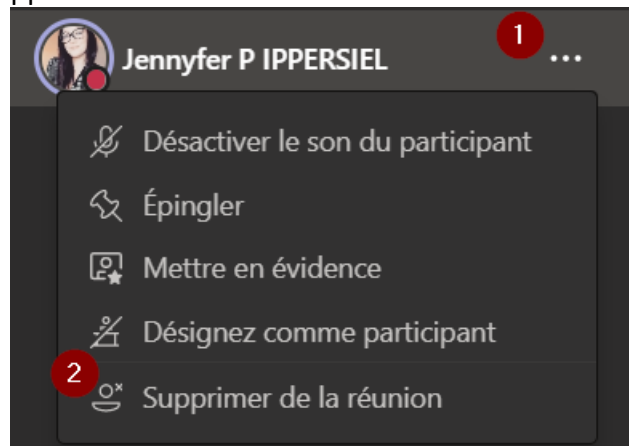 Jennyfer P IPPERSIEL
1
...
Désactiver le son du participant
Épingler
Mettre en évidence
Désignez comme participant
2
Supprimer de la réunion